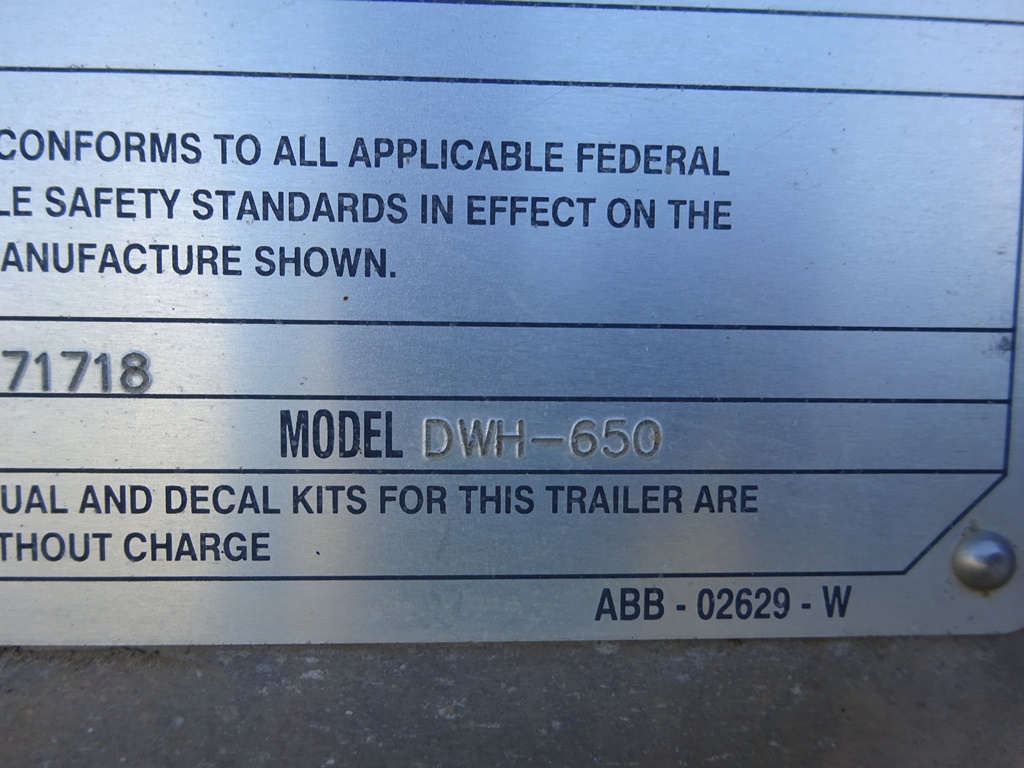 CONFORMS TO ALL APPLICABLE FEDERAL
LE SAFETY STANDARDS IN EFFECT ON THE
ANUFACTURE SHOWN.
71718
MODEL DWH-650
UAL AND DECAL KITS FOR THIS TRAILER ARE
THOUT CHARGE
ABB - 02629 - W